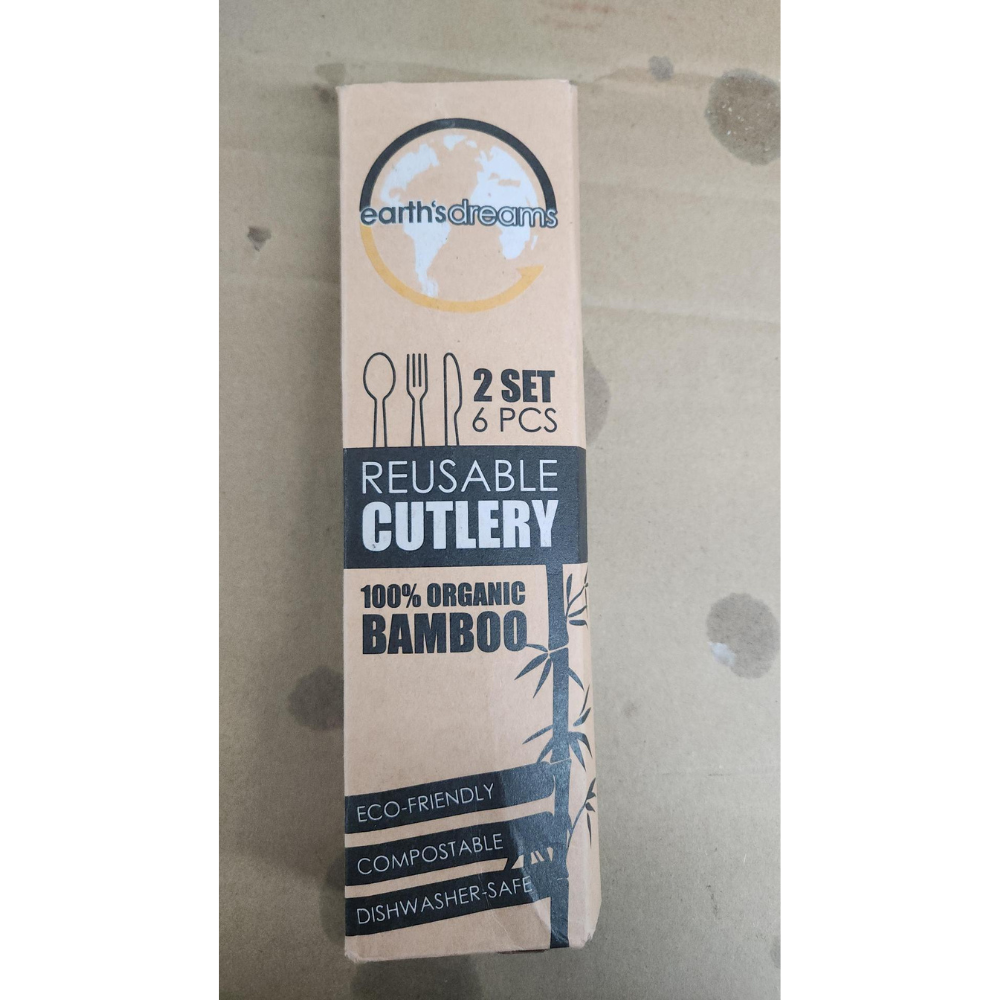 earth'sdreams
2 SET
6 PCS
REUSABLE
CUTLERY
100% ORGANIC
BAMBOO
ECO-FRIENDLY
COMPOSTABLE
DISHWASHER-SAFE